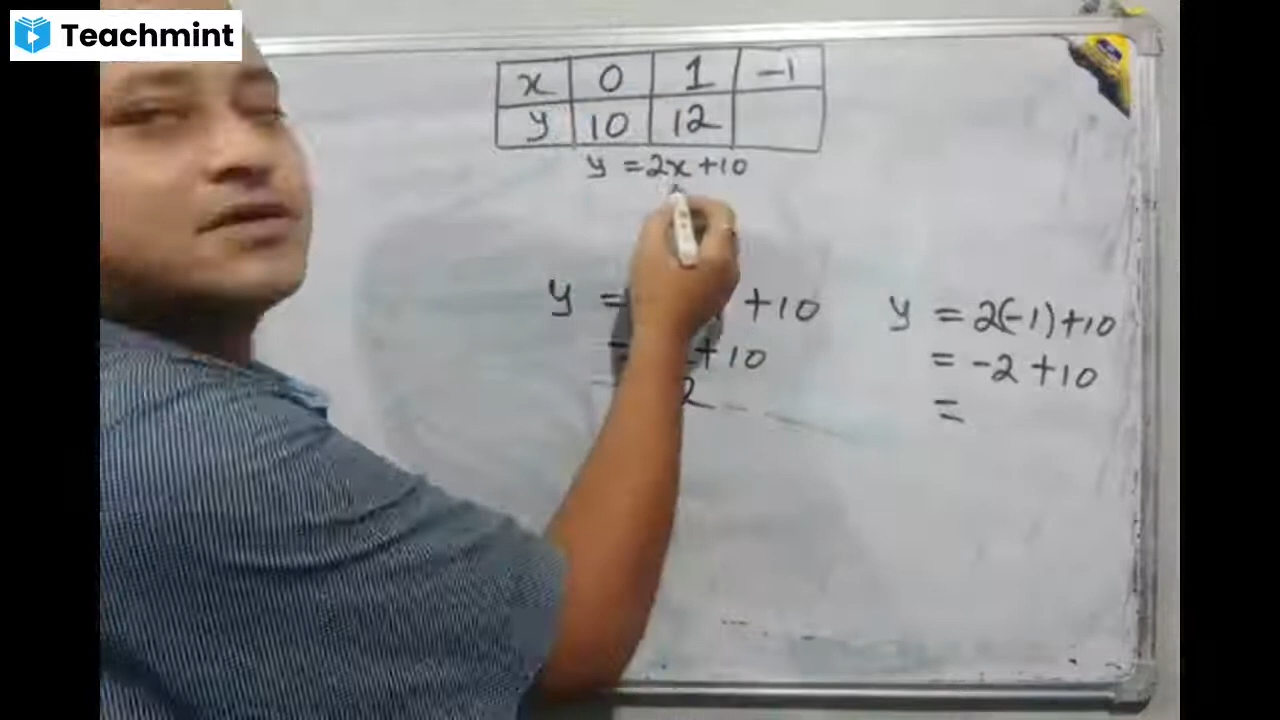 Teachmint
x 0 1 -1
y 10 12
y = 2x +10
y = +10
+10
2
y = 2(-1)+10
= -2 +10
=